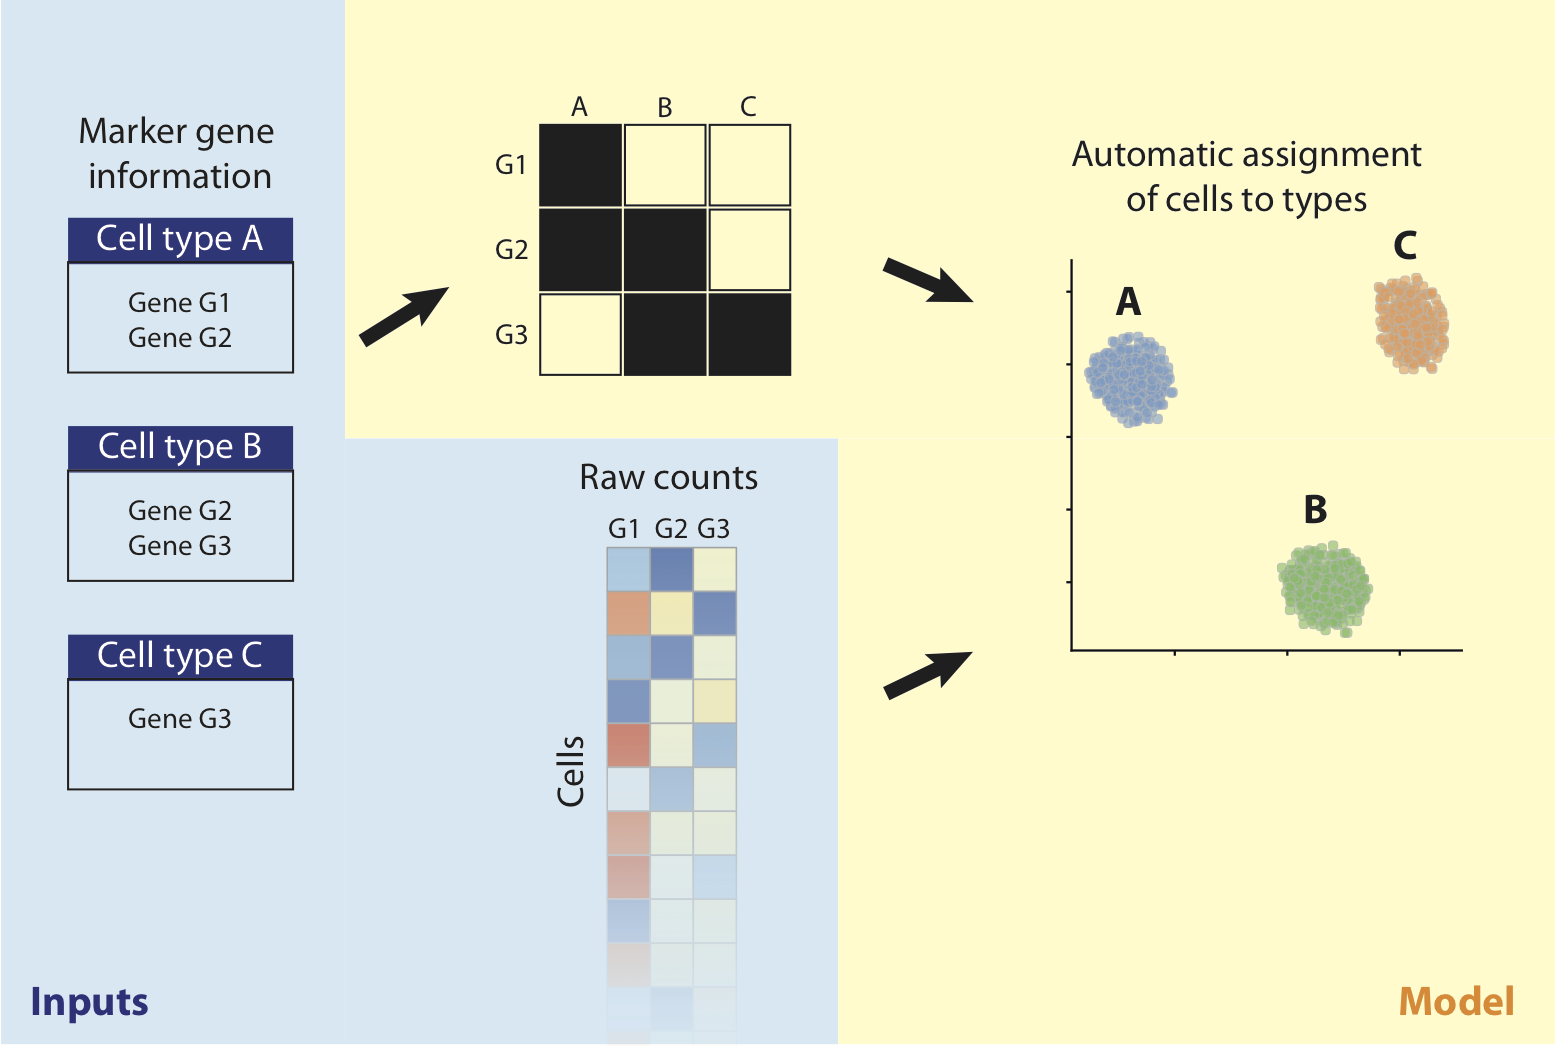 Marker gene
information
Cell type A
Gene G1
Gene G2
Cell type B
Gene G2
Gene G3
Cell type C
Gene G3
Inputs
A B C
G1
G2
G3
Raw counts
G1 G2 G3
Cells
Automatic assignment
of cells to types
A
C
B
Model